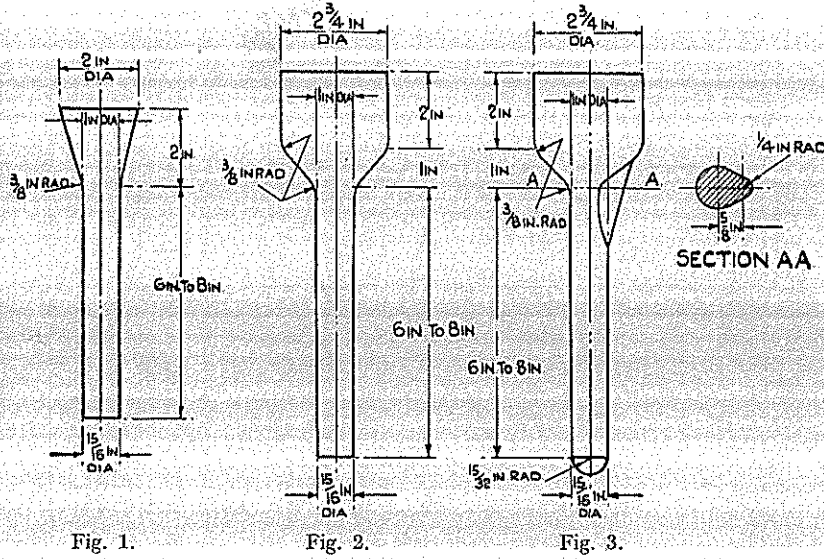 2 3/4 IN
DIA
2 3/4 IN
DIA
2 IN
DIA
1 IN DIA
1 IN DIA
1 IN DIA
2 IN
2 IN
2 IN
1/4 IN RAD
3/8 IN RAD
3/8 IN RAD
1 IN
1 IN
A
A
3/8 IN. RAD
5/8 IN
SECTION AA
6 IN TO 8 IN
6 IN TO 8 IN
6 IN TO 8 IN
15/16 IN
DIA
15/32 IN RAD
15/16 IN
DIA
15/16 IN
DIA
Fig. 1.
Fig. 2.
Fig. 3.